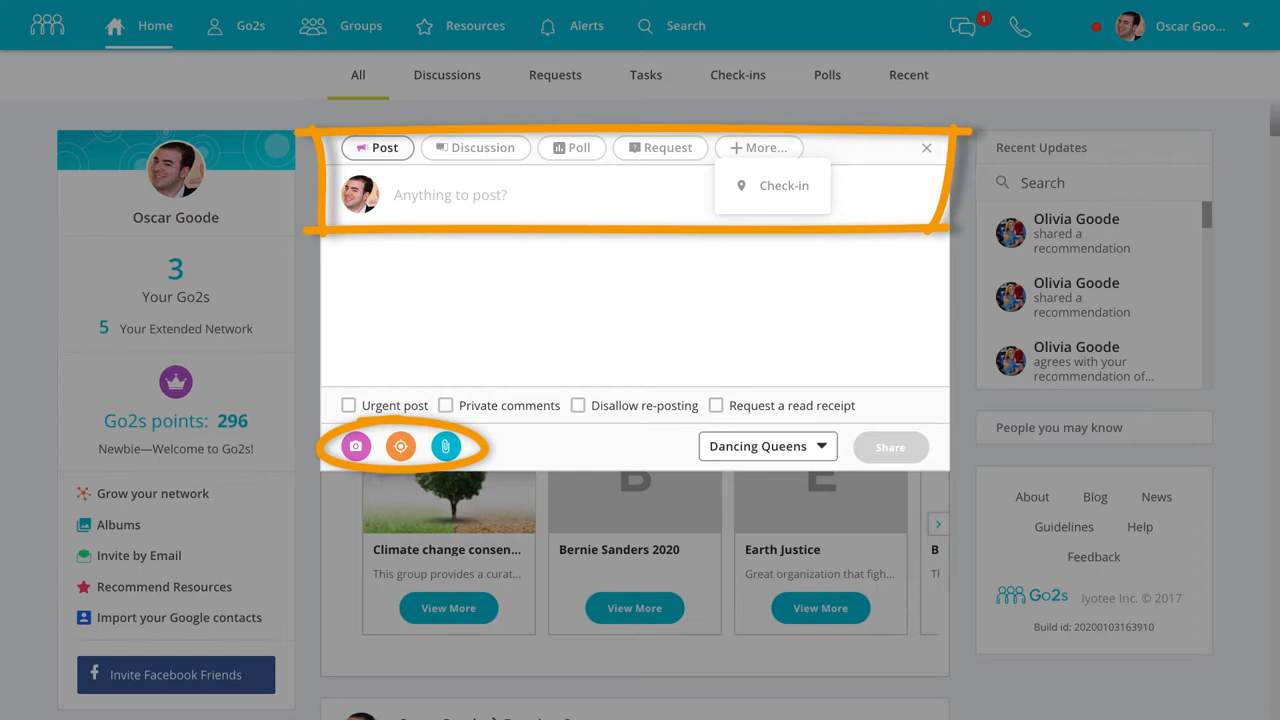 Home
Go2s
Groups
Resources
Alerts
Search
1
Oscar Goo...
All
Discussions
Requests
Tasks
Check-ins
Polls
Recent
Oscar Goode
3
Your Go2s
5 Your Extended Network
Go2s points: 296
Newbie—Welcome to Go2s!
Grow your network
Albums
Invite by Email
Recommend Resources
Import your Google contacts
f Invite Facebook Friends
Post
Discussion
Poll
Request
More...
Check-in
Anything to post?
Urgent post
Private comments
Disallow re-posting
Request a read receipt
Dancing Queens
Share
Climate change consen...
This group provides a curat...
View More
B
Bernie Sanders 2020
View More
E
Earth Justice
Great organization that figh...
View More
B
Recent Updates
Search
Olivia Goode
shared a
recommendation
Olivia Goode
shared a
recommendation
Olivia Goode
agrees with your
recommendation of...
People you may know
About
Blog
News
Guidelines
Help
Feedback
Go2s Iyotee Inc. © 2017
Build id: 20200103163910